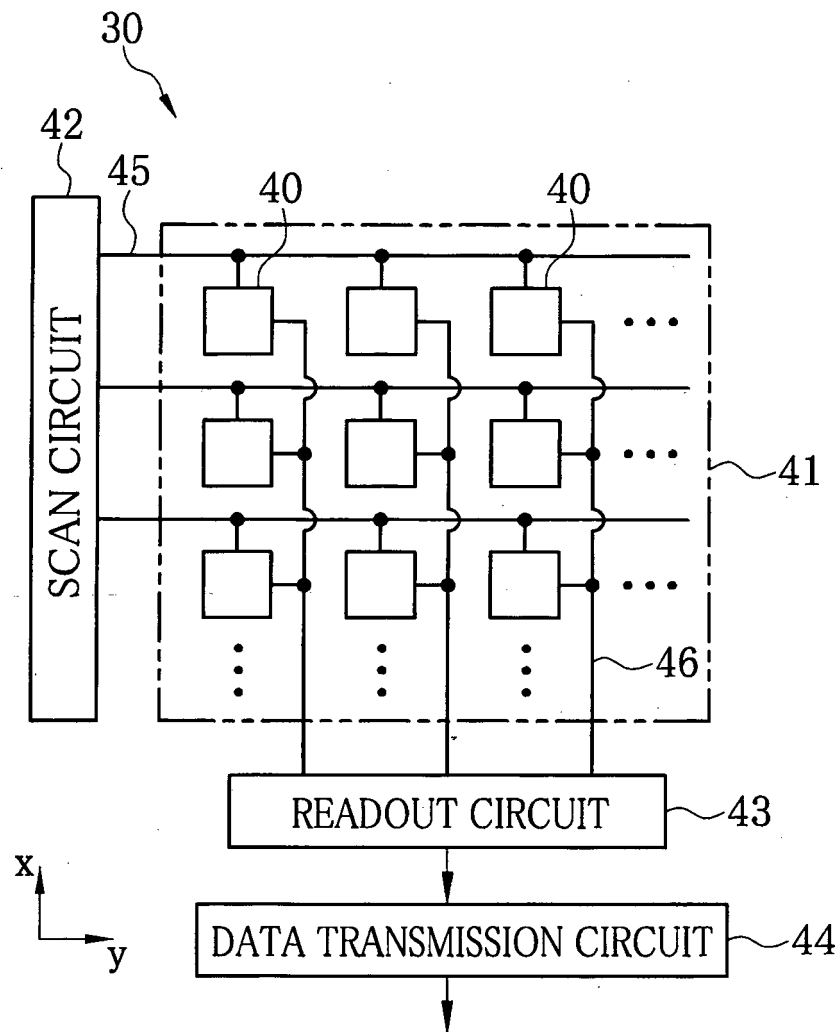 30
42
45
40
40
SCAN CIRCUIT
41
46
READOUT CIRCUIT
43
x
y
DATA TRANSMISSION CIRCUIT
44